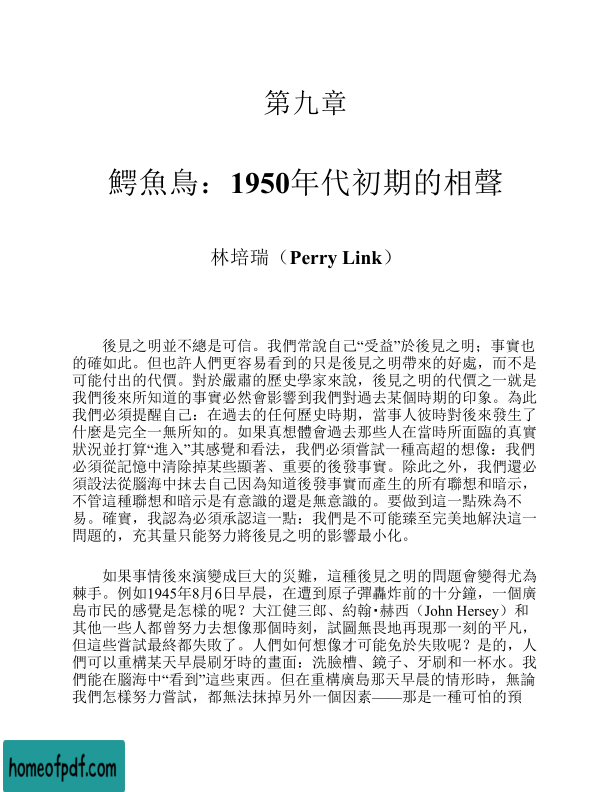 第九章
鰐魚鳥：1950年代初期的相聲
林培瑞（Perry Link）
後見之明並不總是可信。我們常說自己“受益”於後見之明；事實也
的確如此。但也許人們更容易看到的只是後見之明帶來的好處，而不是
可能付出的代價。對於嚴肅的歷史學家來說，後見之明的代價之一就是
我們後來所知道的事實必然會影響到我們對過去某個時期的印象。為此
我們必須提醒自己：在過去的任何歷史時期，當事人彼時對後來發生了
什麼是完全一無所知的。如果真想體會過去那些人在當時所面臨的真實
狀況並打算“進入”其感覺和看法，我們必須嘗試一種高超的想像：我們
必須從記憶中清除掉某些顯著、重要的後發事實。除此之外，我們還必
須設法從腦海中抹去自己因為知道後發事實而產生的所有聯想和暗示，
不管這種聯想和暗示是有意識的還是無意識的。要做到這一點殊為不
易。確實，我認為必須承認這一點：我們是不可能臻至完美地解決這一
問題的，充其量只能努力將後見之明的影響最小化。
如果事情後來演變成巨大的災難，這種後見之明的問題會變得尤為
棘手。例如1945年8月6日早晨，在遭到原子彈轟炸前的十分鐘，一個廣
島市民的感覺是怎樣的呢？大江健三郎、約翰·赫西（John Hersey）和
其他一些人都曾努力去想像那個時刻，試圖無畏地再現那一刻的平凡，
但這些嘗試最終都失敗了。人們如何想像才可能免於失敗呢？是的，人
們可以重構某天早晨刷牙時的畫面：洗臉槽、鏡子、牙刷和一杯水。我
們能在腦海中“看到”這些東西。但在重構廣島那天早晨的情形時，無論
我們怎樣努力嘗試，都無法抹掉另外一個因素——那是一種可怕的預
homeofpdf.com